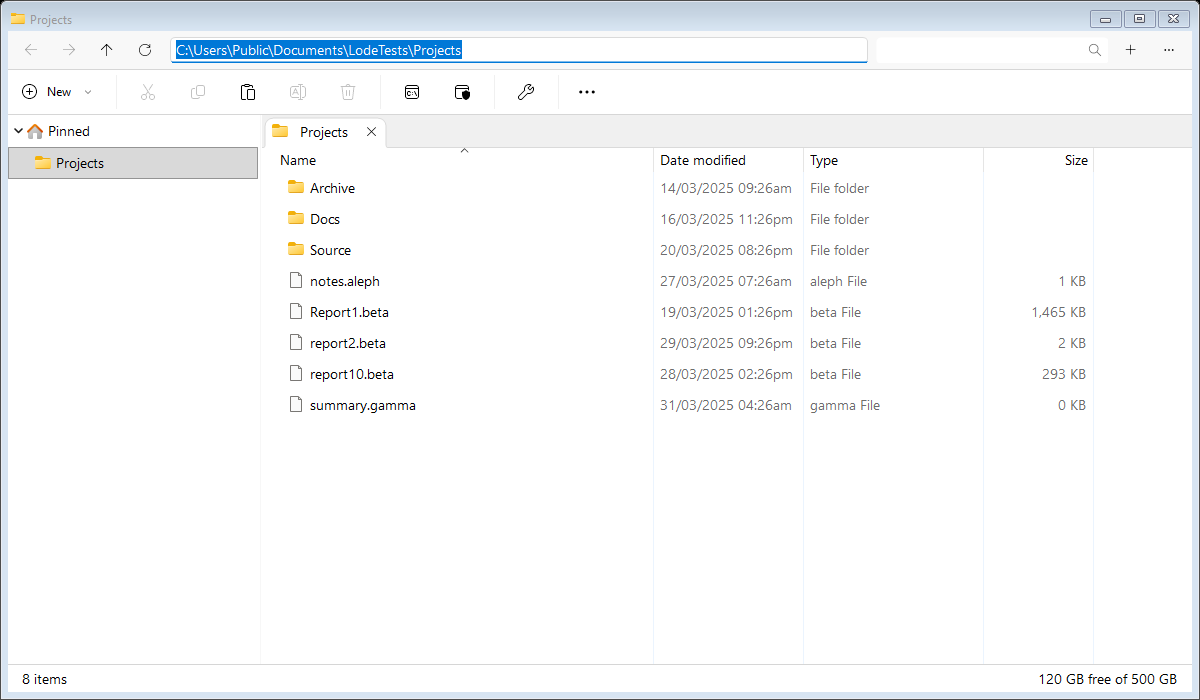 Projects
C:\Users\Public\Documents\LodeTests\Projects
New
Pinned
Projects
Projects
Name Date modified Type Size
Archive 14/03/2025 09:26am File folder
Docs 16/03/2025 11:26pm File folder
Source 20/03/2025 08:26pm File folder
notes.aleph 27/03/2025 07:26am aleph File 1 KB
Report1.beta 19/03/2025 01:26pm beta File 1,465 KB
report2.beta 29/03/2025 09:26pm beta File 2 KB
report10.beta 28/03/2025 02:26pm beta File 293 KB
summary.gamma 31/03/2025 04:26am gamma File 0 KB
8 items 120 GB free of 500 GB